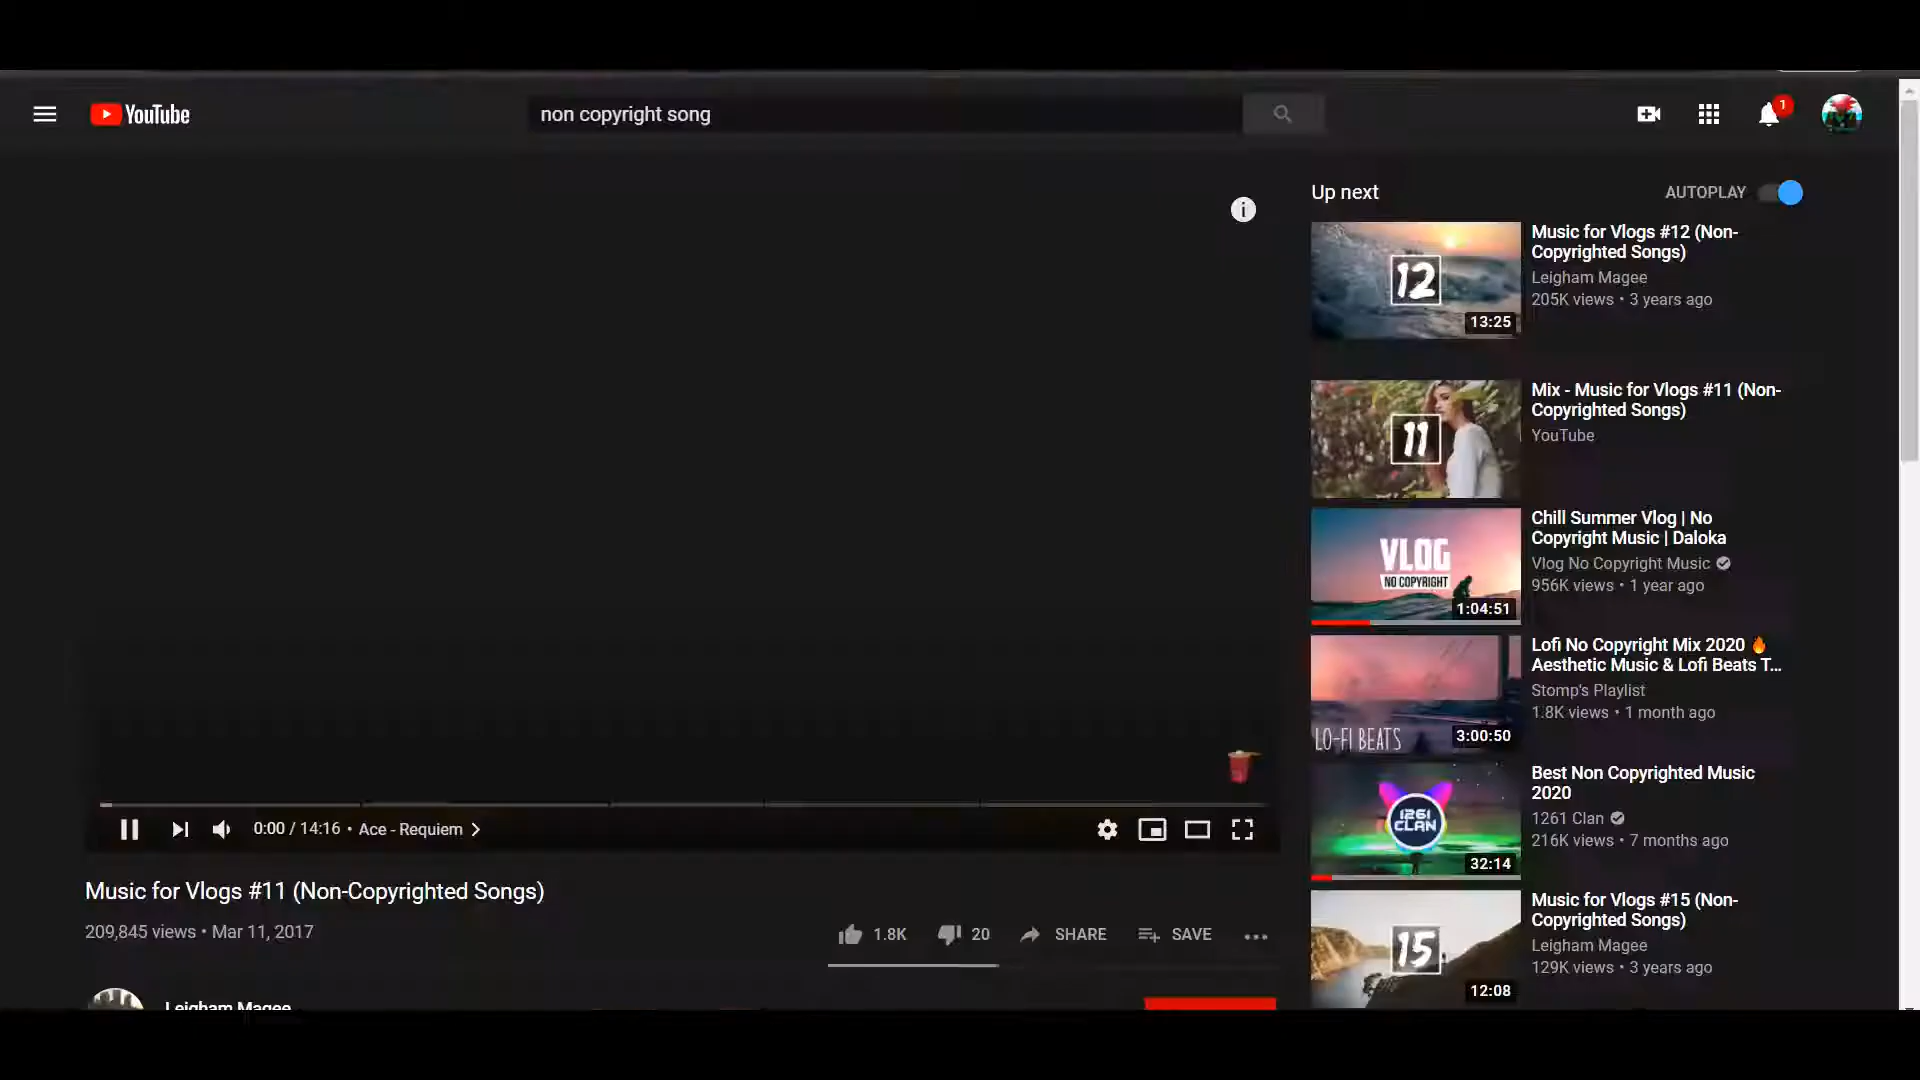 YouTube
non copyright song
1
Up next
AUTOPLAY
12
13:25
Music for Vlogs #12 (Non-
Copyrighted Songs)
Leigham Magee
205K views • 3 years ago
11
Mix - Music for Vlogs #11 (Non-
Copyrighted Songs)
YouTube
VLOG
NO COPYRIGHT
1:04:51
Chill Summer Vlog | No
Copyright Music | Daloka
Vlog No Copyright Music
956K views • 1 year ago
LO-FI BEATS
3:00:50
Lofi No Copyright Mix 2020 🔥
Aesthetic Music & Lofi Beats T...
Stomp's Playlist
1.8K views • 1 month ago
1261
CLAN
32:14
Best Non Copyrighted Music
2020
1261 Clan
216K views • 7 months ago
15
12:08
Music for Vlogs #15 (Non-
Copyrighted Songs)
Leigham Magee
129K views • 3 years ago
0:00 / 14:16 • Ace - Requiem
Music for Vlogs #11 (Non-Copyrighted Songs)
209,845 views • Mar 11, 2017
1.8K 20 SHARE SAVE
Leigham Magee